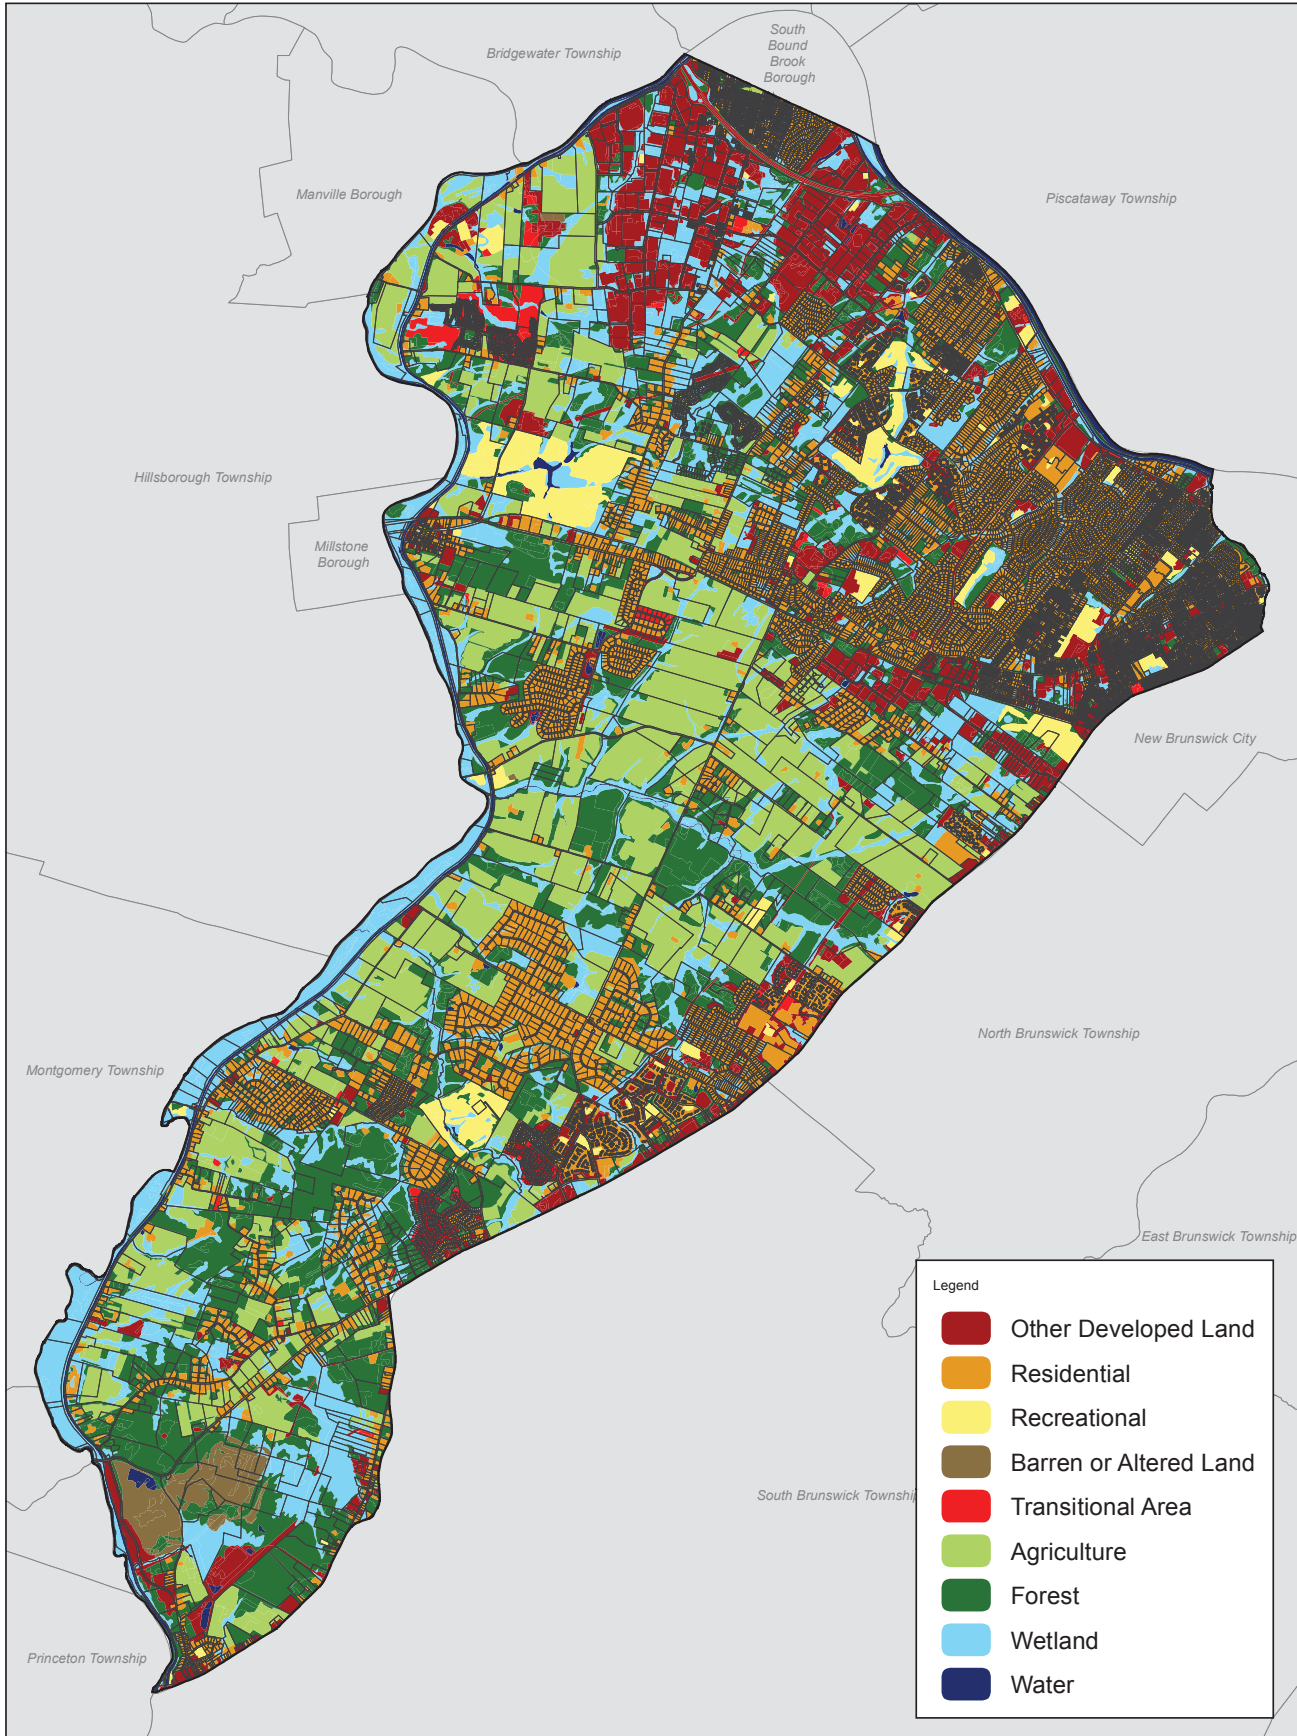 South
Bound
Brook
Borough
Bridgewater Township
Manville Borough
Piscataway Township
Hillsborough Township
Millstone
Borough
New Brunswick City
North Brunswick Township
Montgomery Township
East Brunswick Township
South Brunswick Township
Princeton Township
Legend
Other Developed Land
Residential
Recreational
Barren or Altered Land
Transitional Area
Agriculture
Forest
Wetland
Water